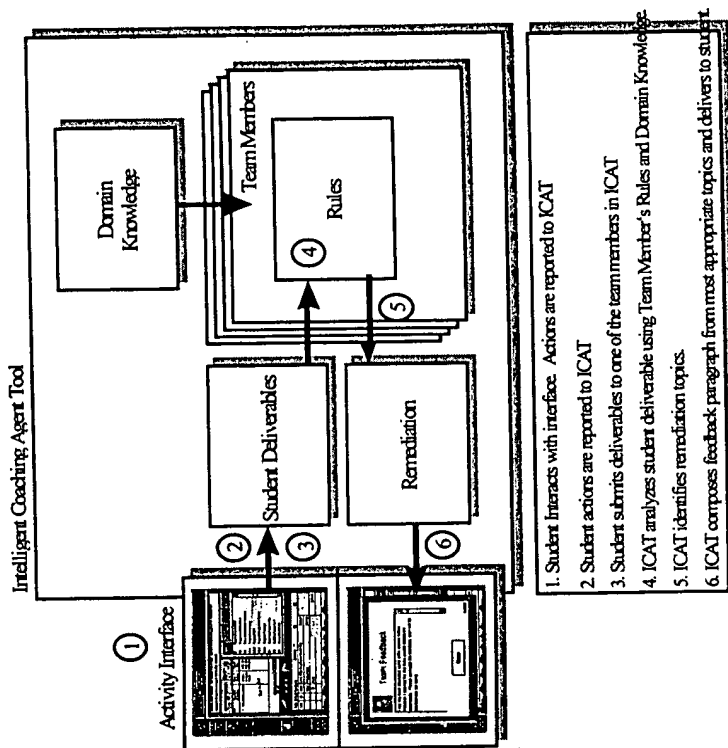 Intelligent Coaching Agent Tool
Domain
Knowledge
Team Members
Rules
4
5
Student Deliverables
Remediation
2
3
6
1
Activity Interface
Team Feedback
1. Student Interacts with interface. Actions are reported to ICAT
2. Student actions are reported to ICAT
3. Student submits deliverables to one of the team members in ICAT
4. ICAT analyzes student deliverable using Team Member's Rules and Domain Knowledge.
5. ICAT identifies remediation topics.
6. ICAT composes feedback paragraph from most appropriate topics and delivers to student.